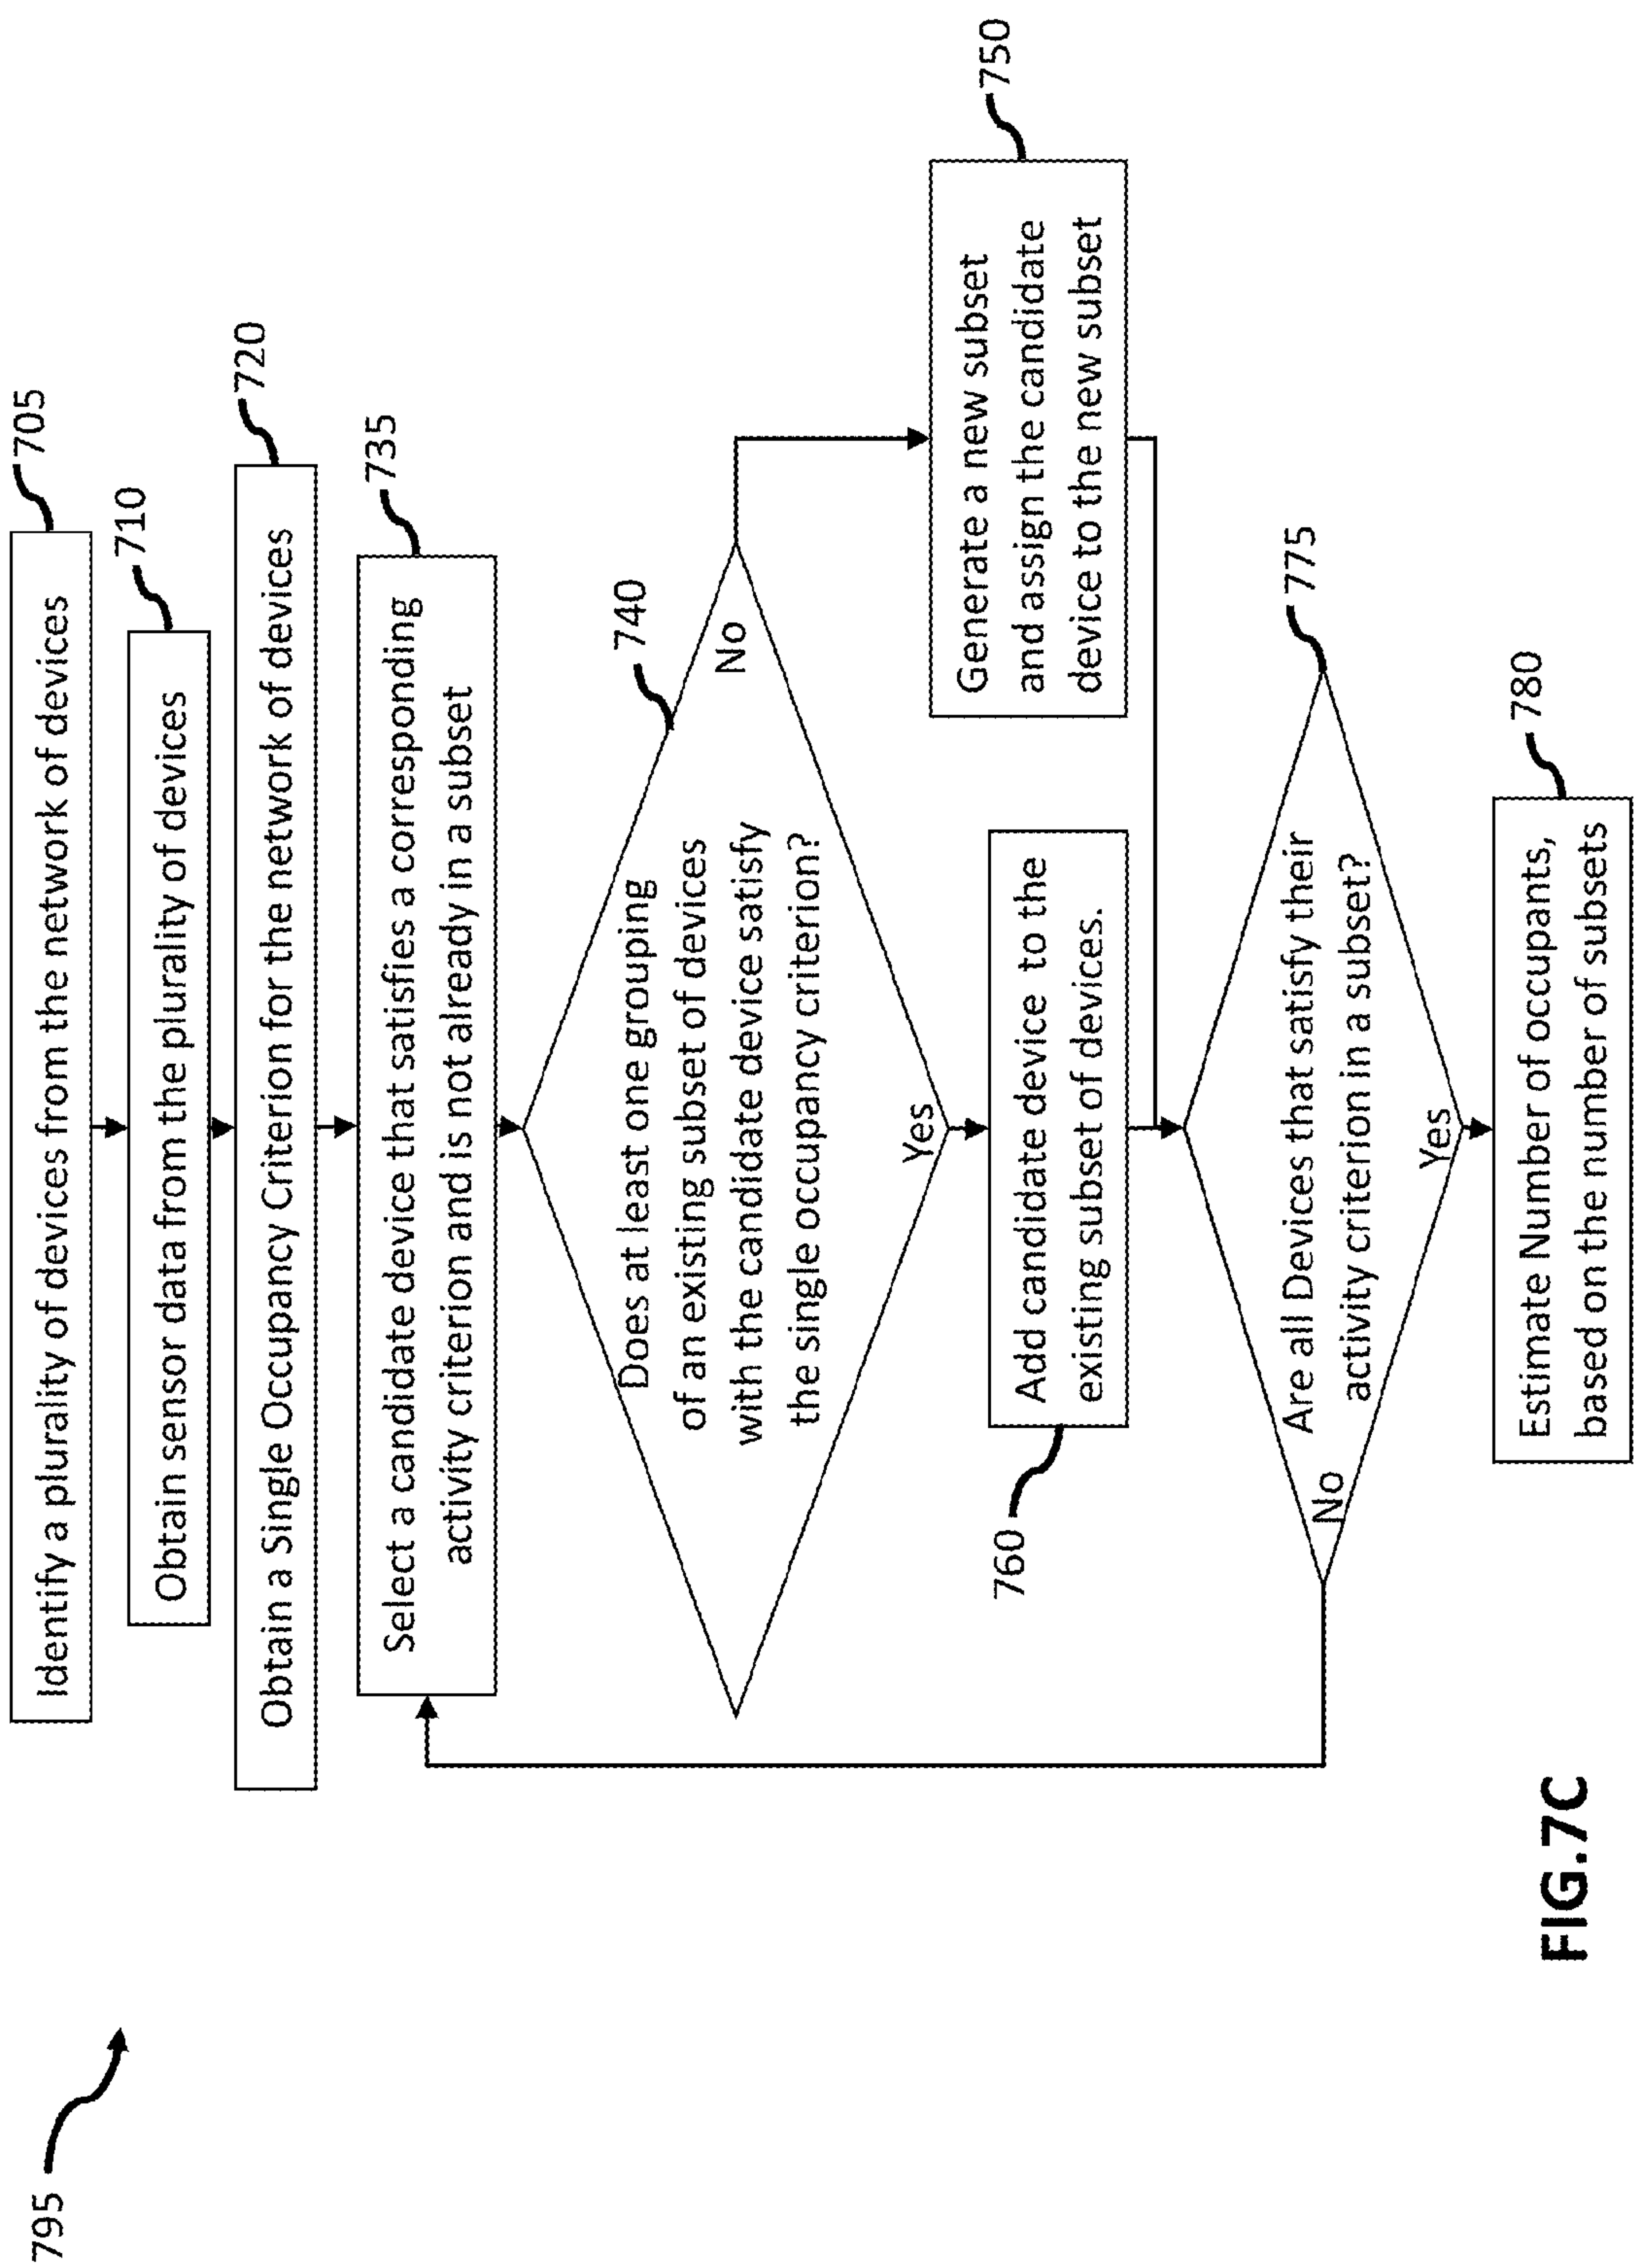 795
Identify a plurality of devices from the network of devices
705
Obtain sensor data from the plurality of devices
710
Obtain a Single Occupancy Criterion for the network of devices
720
Select a candidate device that satisfies a corresponding
activity criterion and is not already in a subset
735
Does at least one grouping
of an existing subset of devices
with the candidate device satisfy
the single occupancy criterion?
740
No
Yes
Generate a new subset
and assign the candidate
device to the new subset
750
Add candidate device to the
existing subset of devices.
760
Are all Devices that satisfy their
activity criterion in a subset?
775
No
Yes
Estimate Number of occupants,
based on the number of subsets
780
FIG.7C